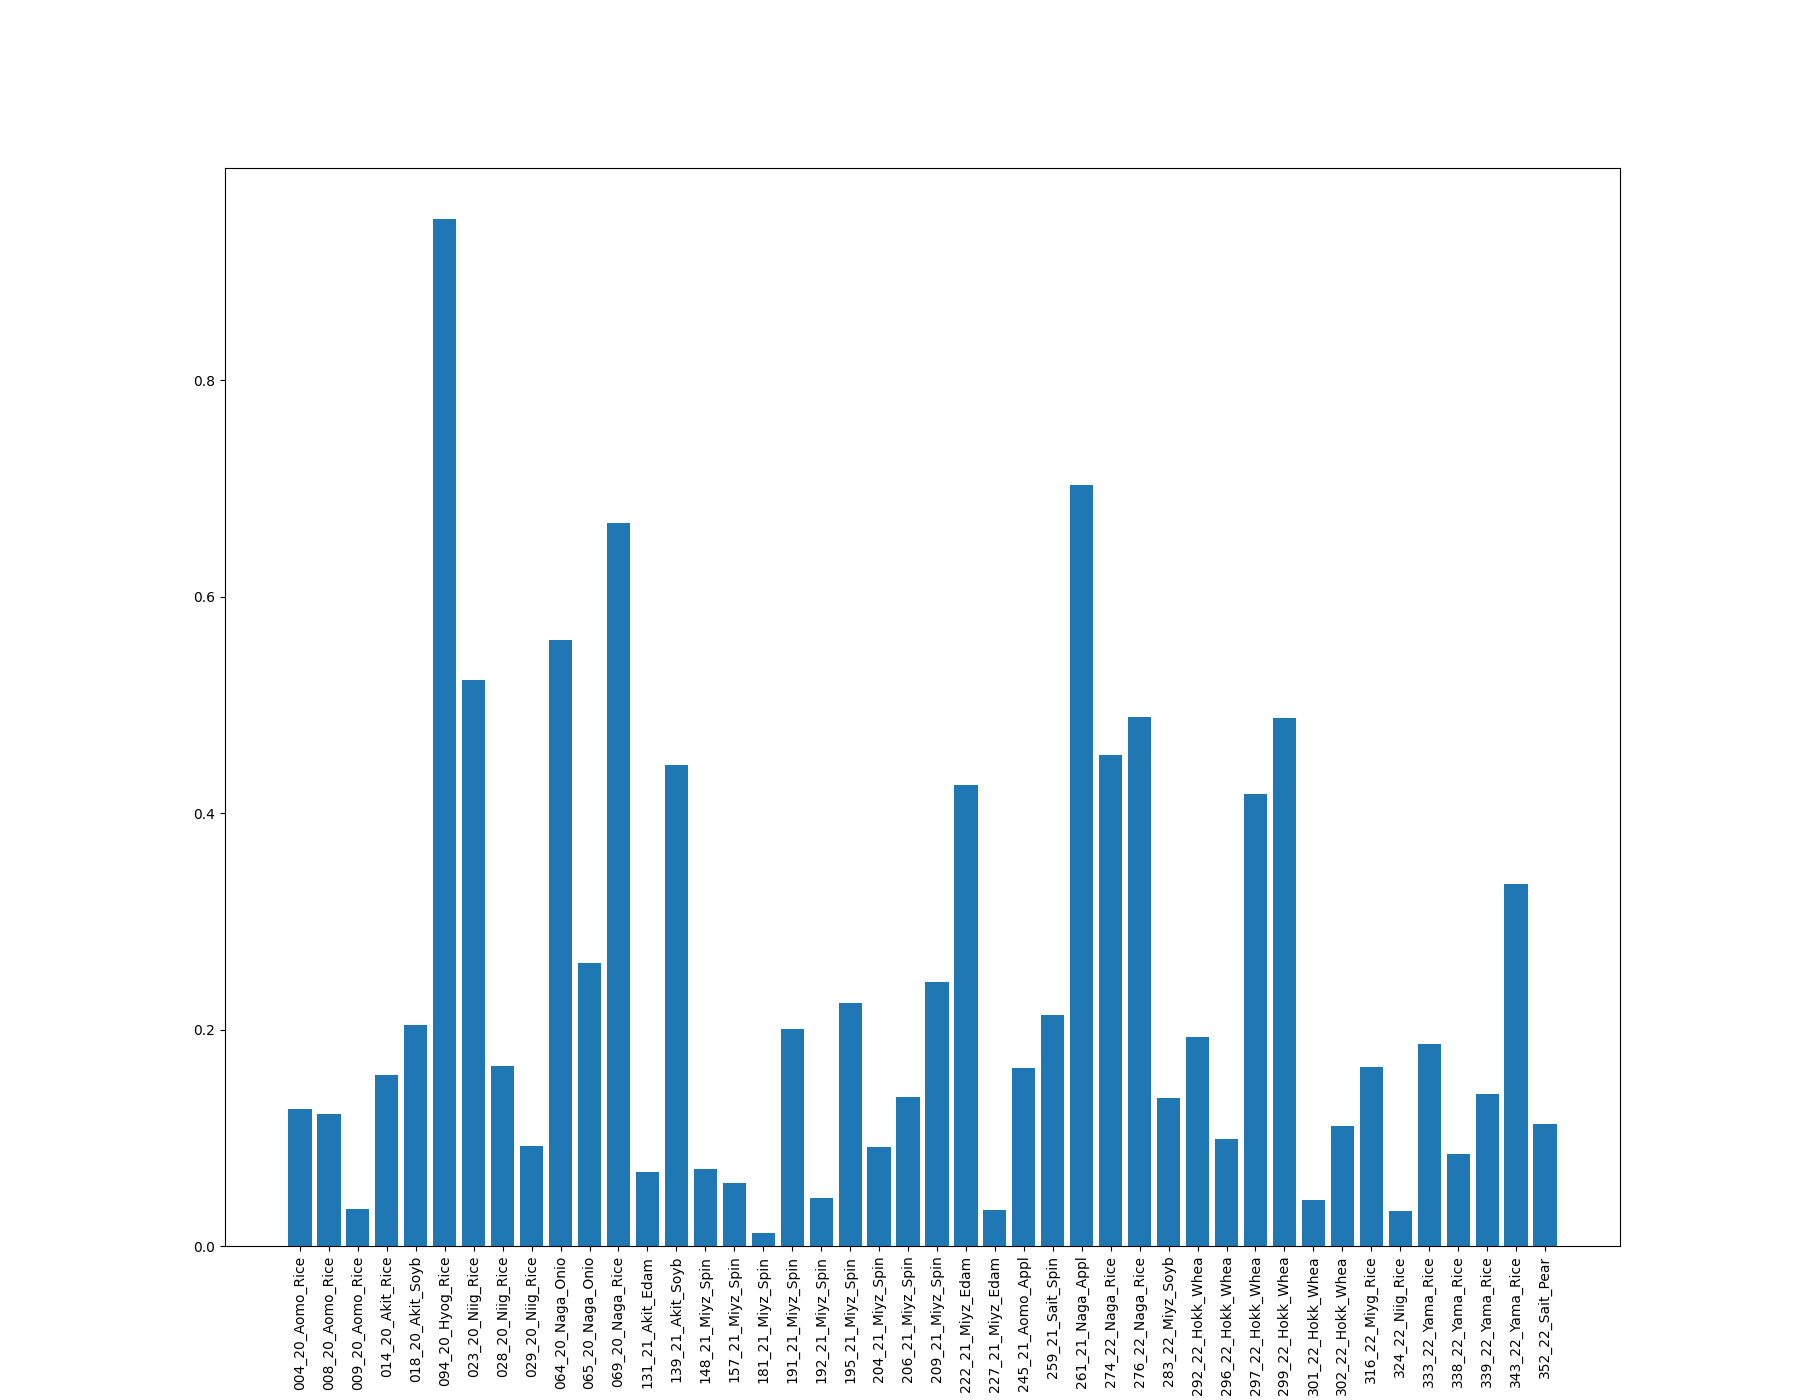 0.8
0.6
0.4
0.2
0.0
004_20_Aomo_Rice
008_20_Aomo_Rice
009_20_Aomo_Rice
014_20_Akit_Rice
018_20_Akit_Soyb
094_20_Hyog_Rice
023_20_Niig_Rice
028_20_Niig_Rice
029_20_Niig_Rice
064_20_Naga_Onio
065_20_Naga_Onio
069_20_Naga_Rice
131_21_Akit_Edam
139_21_Akit_Soyb
148_21_Miyz_Spin
157_21_Miyz_Spin
181_21_Miyz_Spin
191_21_Miyz_Spin
192_21_Miyz_Spin
195_21_Miyz_Spin
204_21_Miyz_Spin
206_21_Miyz_Spin
209_21_Miyz_Spin
222_21_Miyz_Edam
227_21_Miyz_Edam
245_21_Aomo_Appl
259_21_Sait_Spin
261_21_Naga_Appl
274_22_Naga_Rice
276_22_Naga_Rice
283_22_Miyz_Soyb
292_22_Hokk_Whea
296_22_Hokk_Whea
297_22_Hokk_Whea
299_22_Hokk_Whea
301_22_Hokk_Whea
302_22_Hokk_Whea
316_22_Miyg_Rice
324_22_Niig_Rice
333_22_Yama_Rice
338_22_Yama_Rice
339_22_Yama_Rice
343_22_Yama_Rice
352_22_Sait_Pear